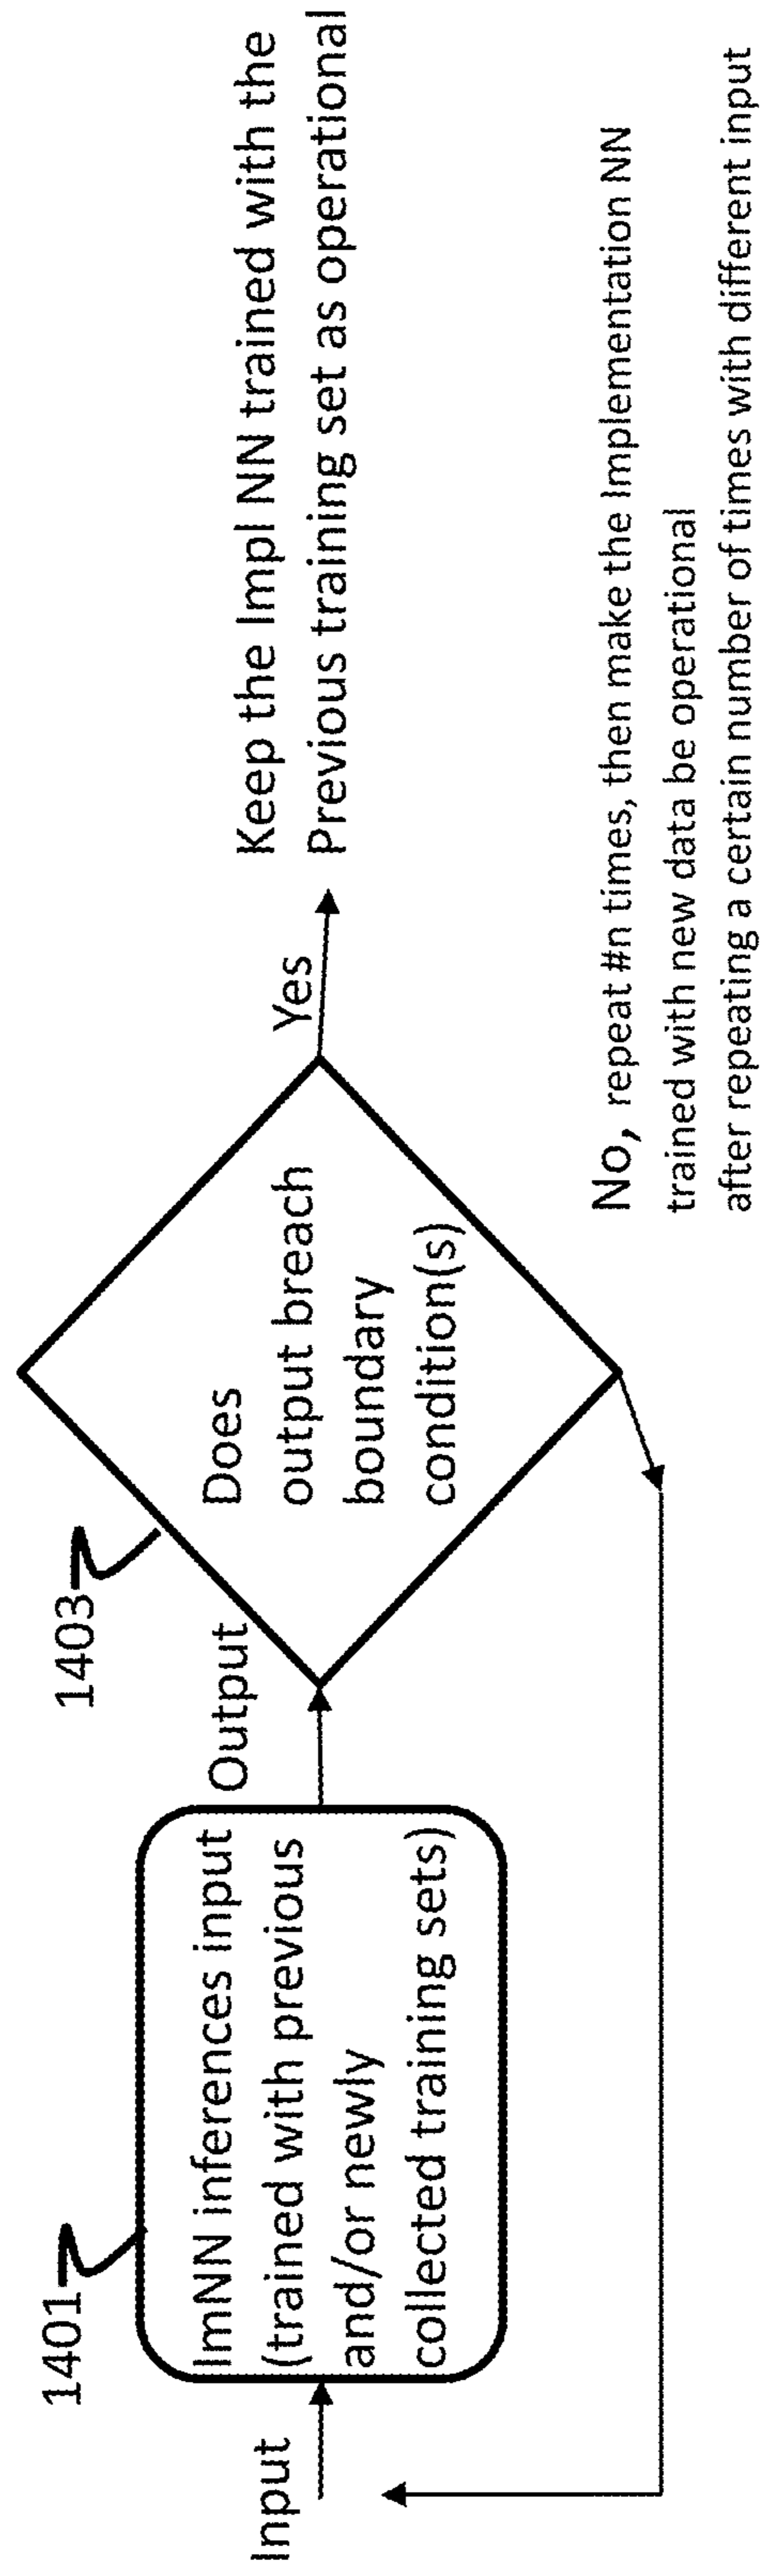 Input
1401
ImNN inferences input
(trained with previous
and/or newly
collected training sets)
Output
1403
Does
output breach
boundary
condition(s)
Yes
Keep the Impl NN trained with the
Previous training set as operational
No, repeat #n times, then make the Implementation NN
trained with new data be operational
after repeating a certain number of times with different input